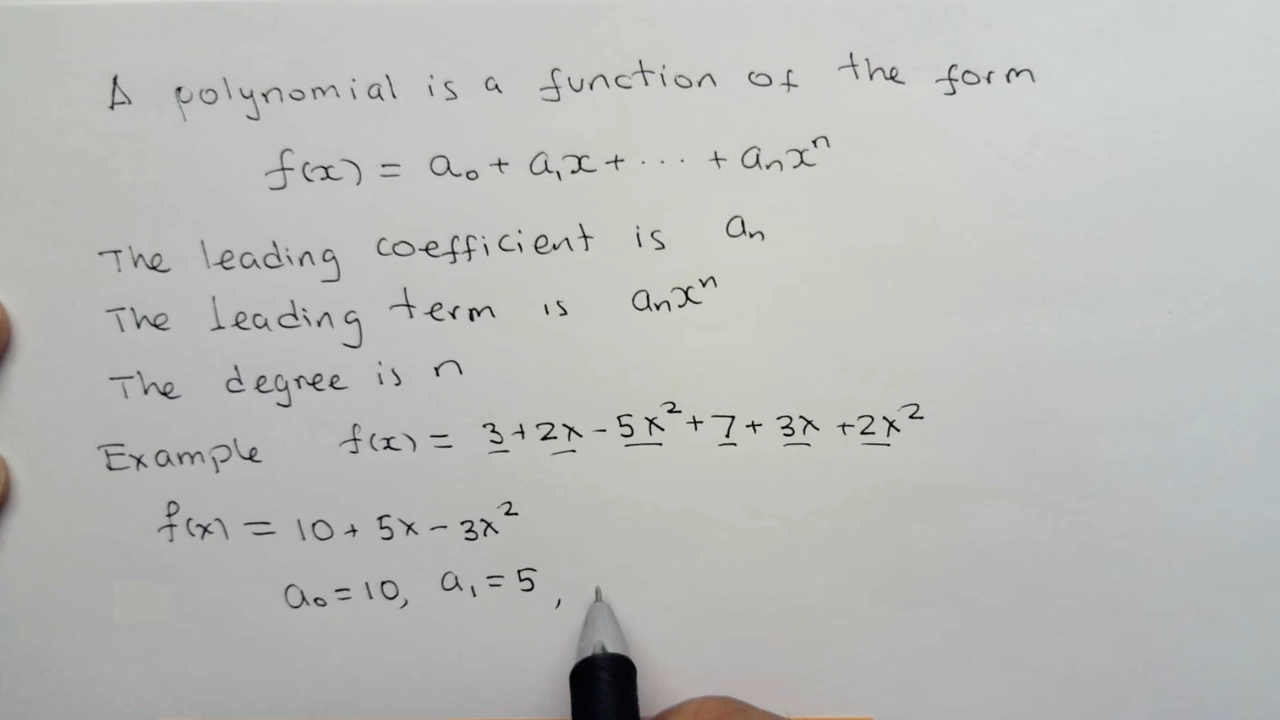 A polynomial is a function of the form
f(x) = a₀ + a₁x + ··· + aₙxⁿ
The leading coefficient is aₙ
The leading term is aₙxⁿ
The degree is n
Example f(x) = 3 + 2x - 5x² + 7 + 3x + 2x²
f(x) = 10 + 5x - 3x²
a₀ = 10, a₁ = 5,